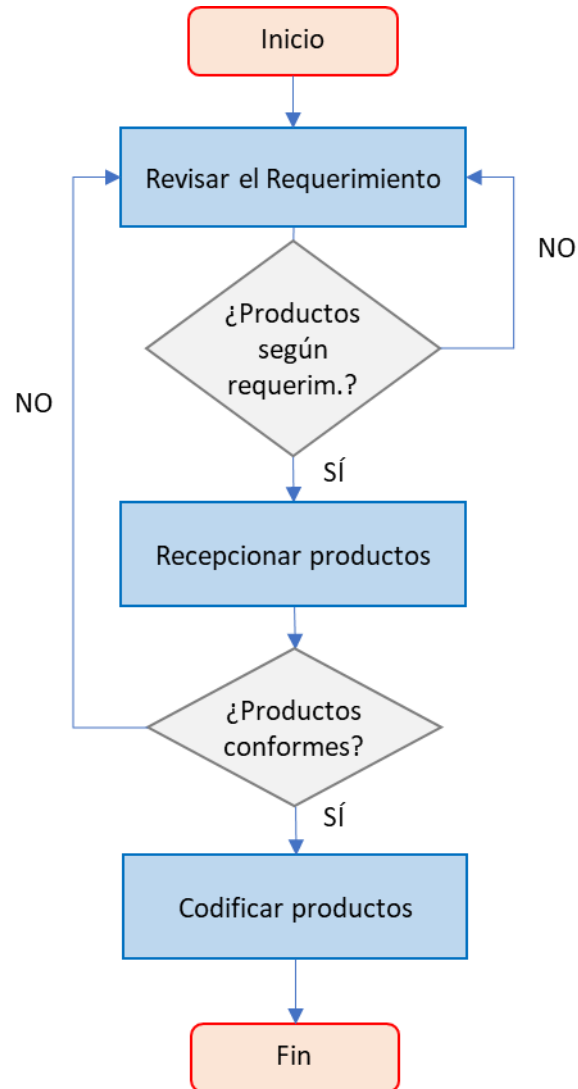 Inicio
Revisar el Requerimiento
NO
¿Productos
según
requerim.?
NO
SÍ
Recepcionar productos
¿Productos
conformes?
SÍ
Codificar productos
Fin